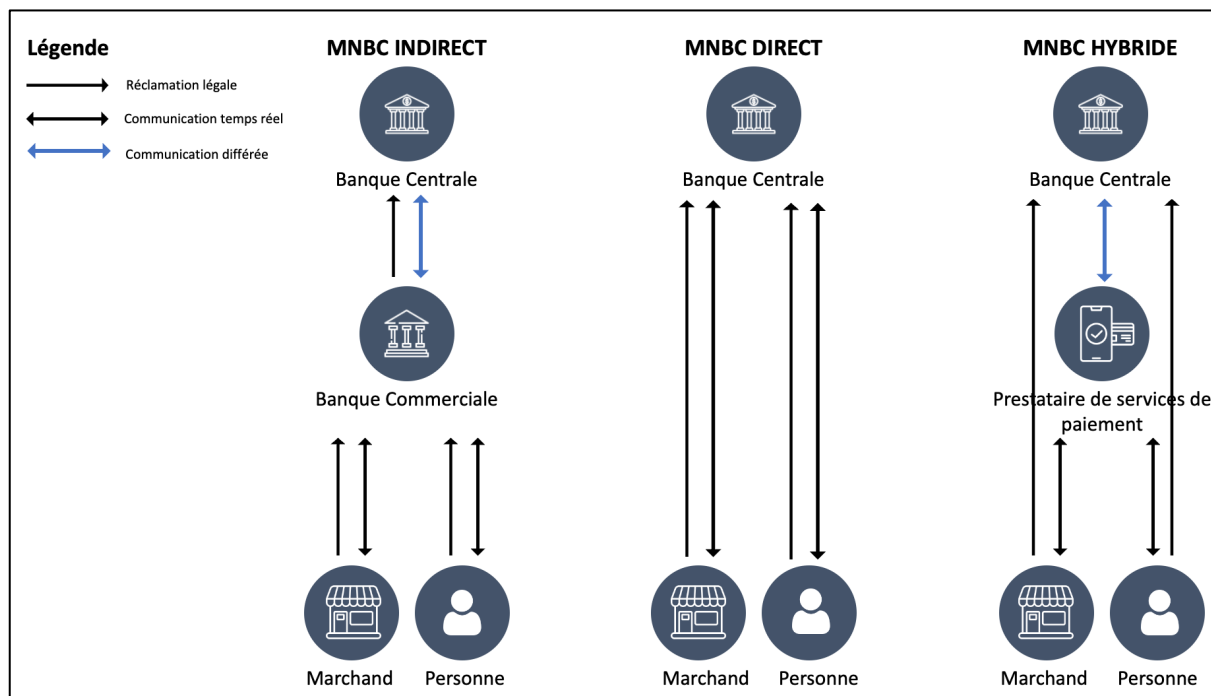 Légende
Réclamation légale
Communication temps réel
Communication différée
MNBC INDIRECT
Banque Centrale
Banque Commerciale
Marchand
Personne
MNBC DIRECT
Banque Centrale
Marchand
Personne
MNBC HYBRIDE
Banque Centrale
Prestataire de services de
paiement
Marchand
Personne